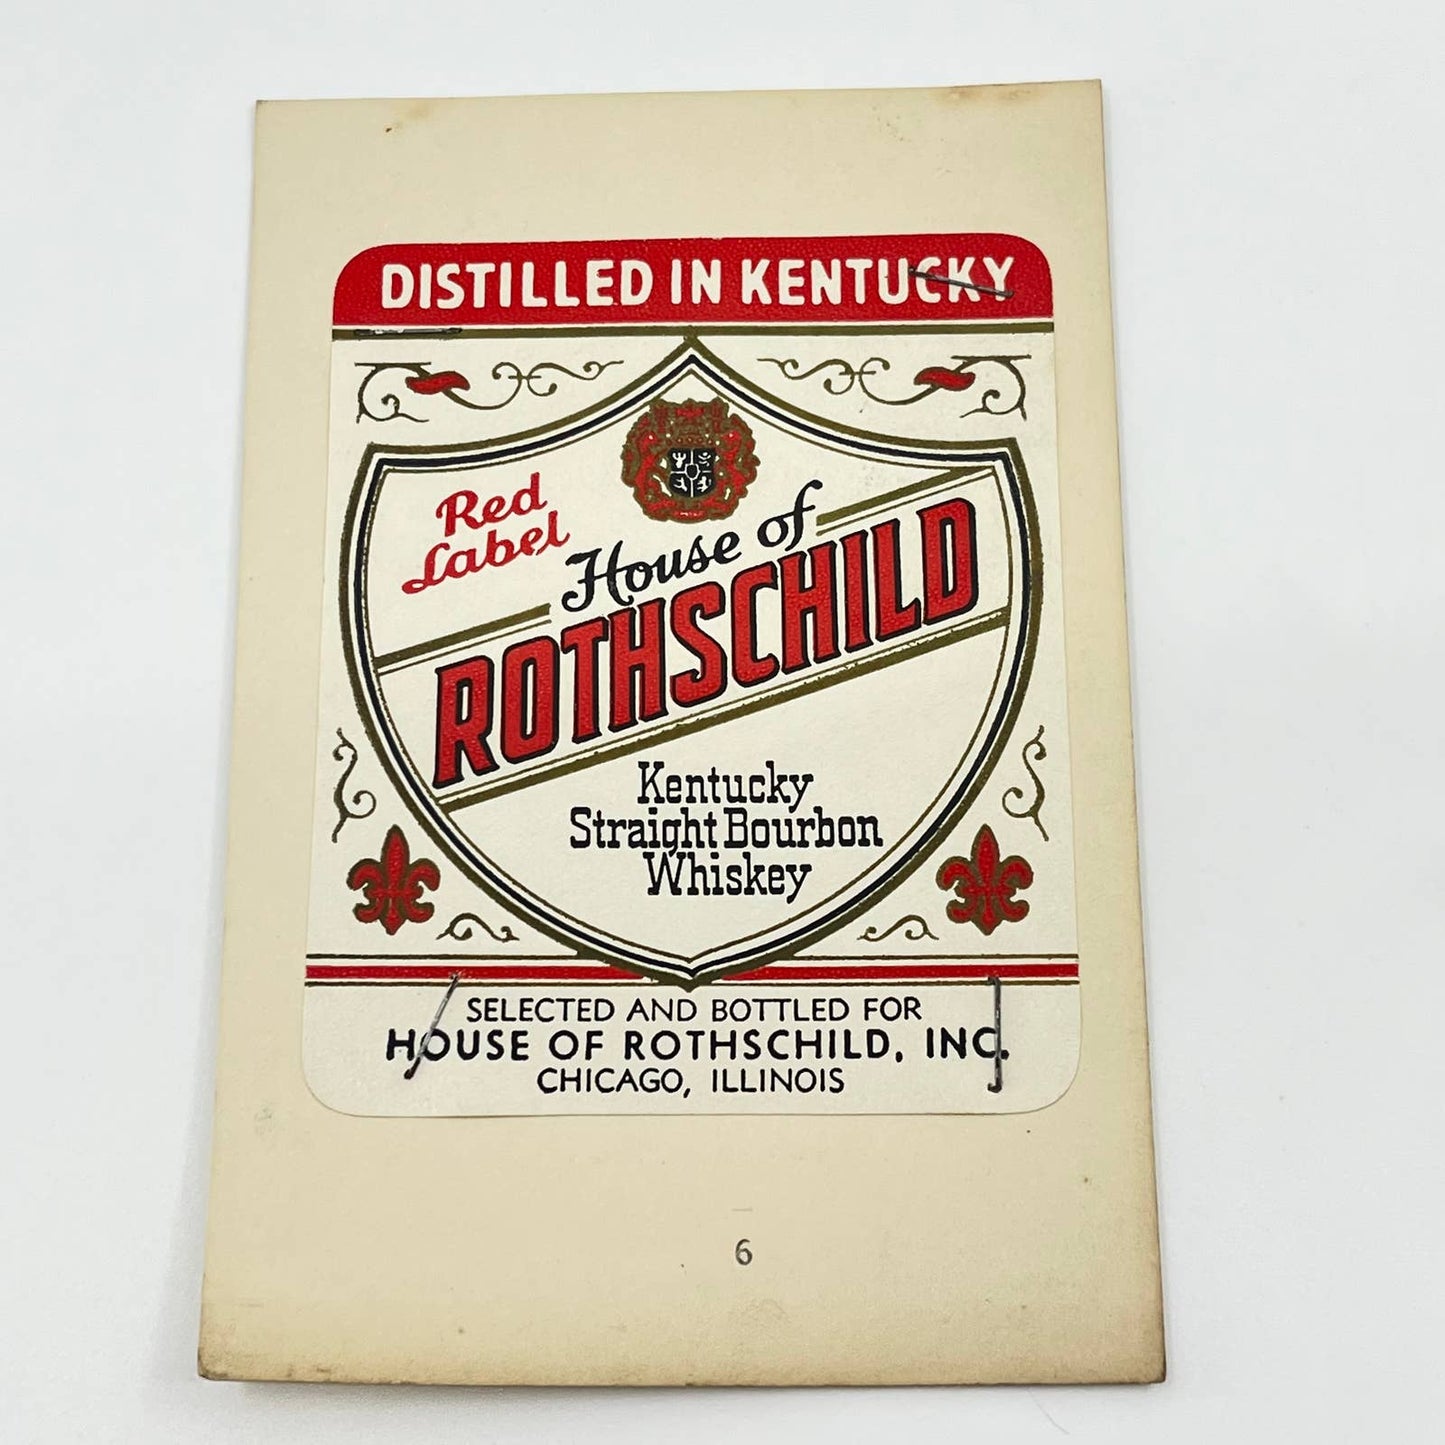 DISTILLED IN KENTUCKY
Red
Label
House of
ROTHSCHILD
Kentucky
Straight Bourbon
Whiskey
SELECTED AND BOTTLED FOR
HOUSE OF ROTHSCHILD, INC.
CHICAGO, ILLINOIS
6